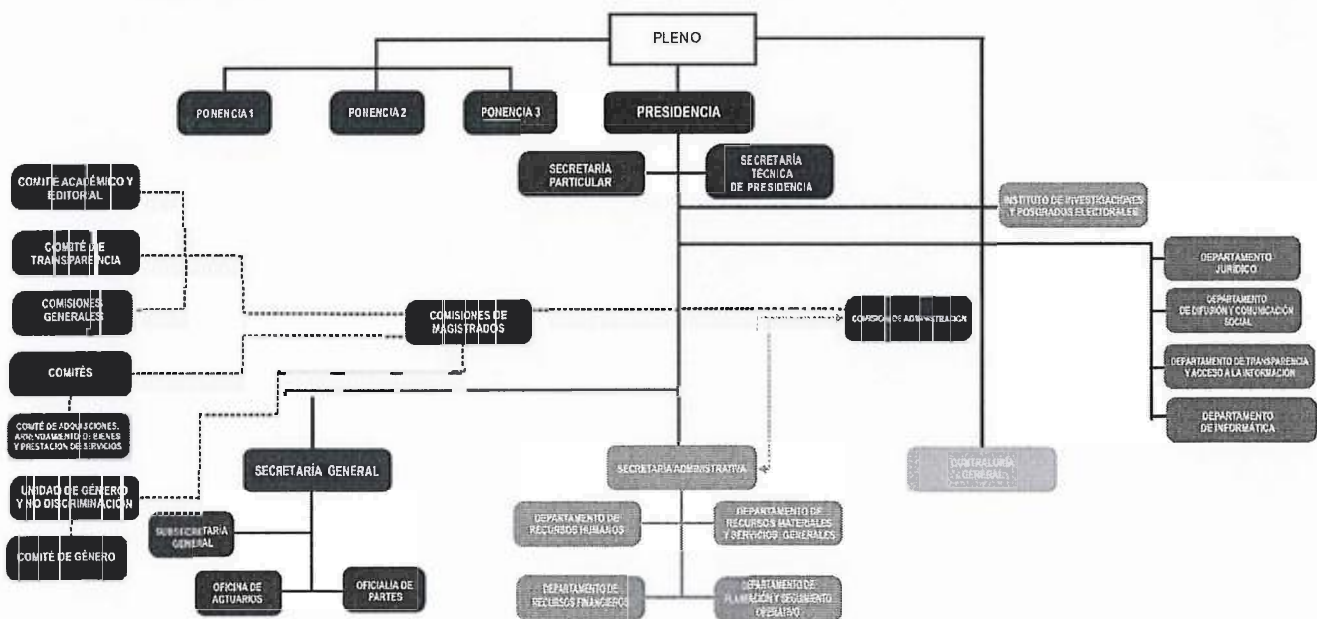 PLENO
PONENCIA 1
PONENCIA 2
PONENCIA 3
PRESIDENCIA
SECRETARÍA
PARTICULAR
SECRETARÍA
TÉCNICA
DE PRESIDENCIA
COMITÉ ACADÉMICO Y
EDITORIAL
INSTITUTO DE INVESTIGACIONES
Y POSGRADOS ELECTORALES
COMITÉ DE
TRANSPARENCIA
DEPARTAMENTO
JURÍDICO
COMISIONES
GENERALES
COMISIONES DE
MAGISTRADOS
COMISIÓN DE ADMINISTRACIÓN
DEPARTAMENTO
DE DIFUSIÓN Y COMUNICACIÓN
SOCIAL
COMITÉS
DEPARTAMENTO DE TRANSPARENCIA
Y ACCESO A LA INFORMACIÓN
COMITÉ DE ADQUISICIONES,
ARRENDAMIENTO DE BIENES
Y PRESTACIÓN DE SERVICIOS
DEPARTAMENTO
DE INFORMÁTICA
SECRETARÍA GENERAL
SECRETARÍA ADMINISTRATIVA
CONTRALORÍA
GENERAL
UNIDAD DE GÉNERO
Y NO DISCRIMINACIÓN
SUBSECRETARÍA
GENERAL
DEPARTAMENTO DE
RECURSOS HUMANOS
DEPARTAMENTO DE
RECURSOS MATERIALES
Y SERVICIOS GENERALES
COMITÉ DE GÉNERO
OFICINA DE
ACTUARIOS
OFICIALÍA DE
PARTES
DEPARTAMENTO DE
RECURSOS FINANCIEROS
DEPARTAMENTO DE
PLANEACIÓN Y SEGUIMIENTO
OPERATIVO